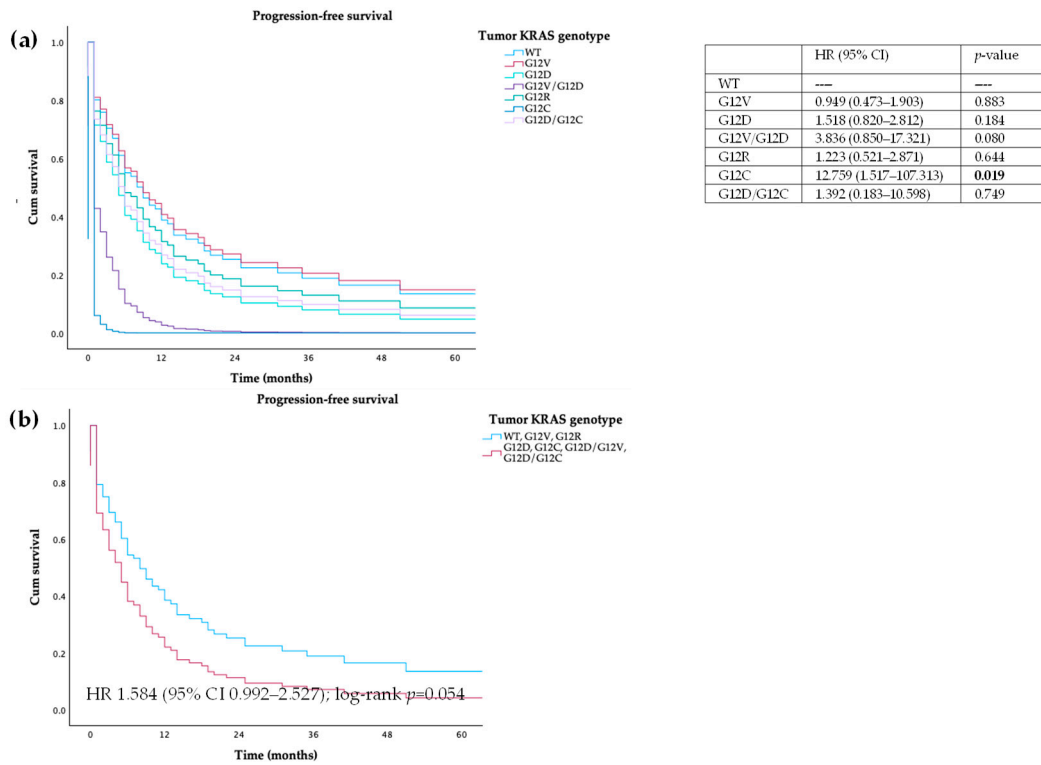 Progression-free survival
(a)
Tumor KRAS genotype
WT
G12V
G12D
G12V/G12D
G12R
G12C
G12D/G12C
Cum survival
1.0
0.8
0.6
0.4
0.2
0.0
0 12 24 36 48 60
Time (months)
HR (95% CI) p-value
WT ---- ----
G12V 0.949 (0.473–1.903) 0.883
G12D 1.518 (0.820–2.812) 0.184
G12V/G12D 3.836 (0.850–17.321) 0.080
G12R 1.223 (0.521–2.871) 0.644
G12C 12.759 (1.517–107.313) 0.019
G12D/G12C 1.392 (0.183–10.598) 0.749
Progression-free survival
(b)
Tumor KRAS genotype
WT, G12V, G12R
G12D, G12C, G12D/G12V,
G12D/G12C
Cum survival
1.0
0.8
0.6
0.4
0.2
0.0
HR 1.584 (95% CI 0.992–2.527); log-rank p=0.054
0 12 24 36 48 60
Time (months)